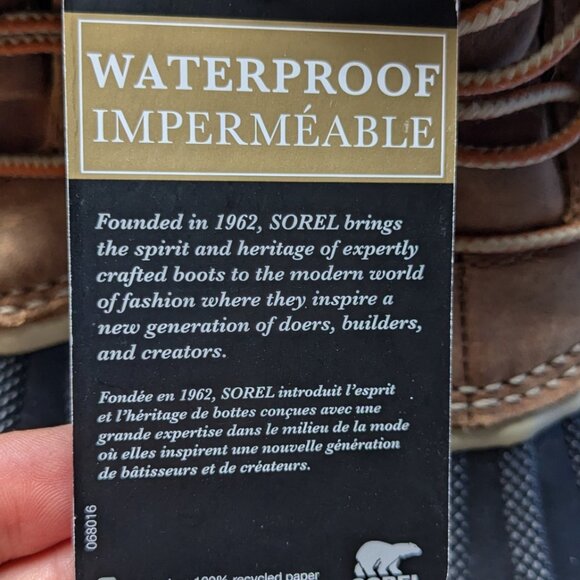 WATERPROOF
IMPERMÉABLE
Founded in 1962, SOREL brings
the spirit and heritage of expertly
crafted boots to the modern world
of fashion where they inspire a
new generation of doers, builders,
and creators.
Fondée en 1962, SOREL introduit l'esprit
et l'héritage de bottes conçues avec une
grande expertise dans le milieu de la mode
où elles inspirent une nouvelle génération
de bâtisseurs et de créateurs.
068016
100% recycled paper
SOREL